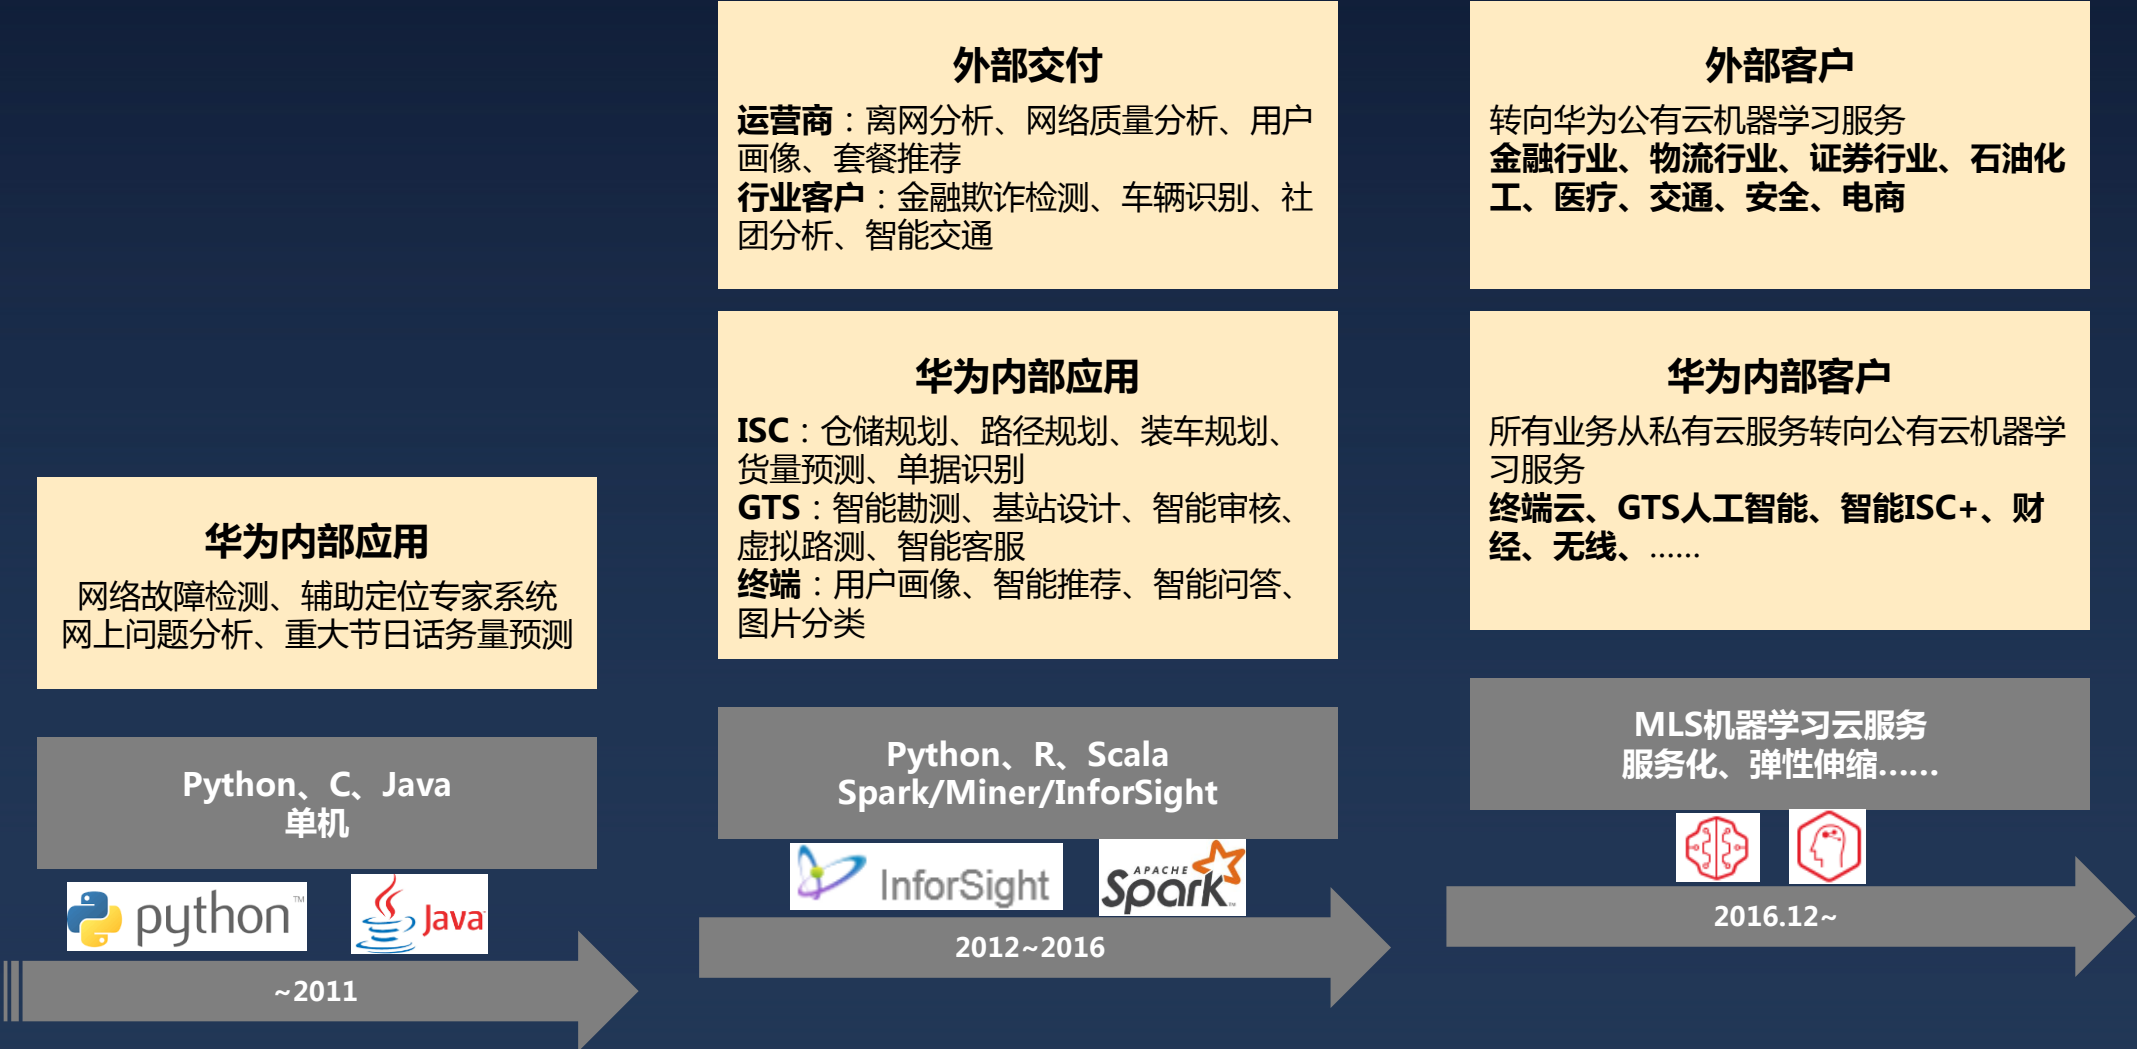 华为内部应用
网络故障检测、辅助定位专家系统
网上问题分析、重大节日话务量预测
Python、C、Java
单机
python™
Java
~2011
外部交付
运营商：离网分析、网络质量分析、用户
画像、套餐推荐
行业客户：金融欺诈检测、车辆识别、社
团分析、智能交通
华为内部应用
ISC：仓储规划、路径规划、装车规划、
货量预测、单据识别
GTS：智能勘测、基站设计、智能审核、
虚拟路测、智能客服
终端：用户画像、智能推荐、智能问答、
图片分类
Python、R、Scala
Spark/Miner/InforSight
InforSight
APACHE
Spark
2012~2016
外部客户
转向华为公有云机器学习服务
金融行业、物流行业、证券行业、石油化
工、医疗、交通、安全、电商
华为内部客户
所有业务从私有云服务转向公有云机器学
习服务
终端云、GTS人工智能、智能ISC+、财
经、无线、……
MLS机器学习云服务
服务化、弹性伸缩……
2016.12~